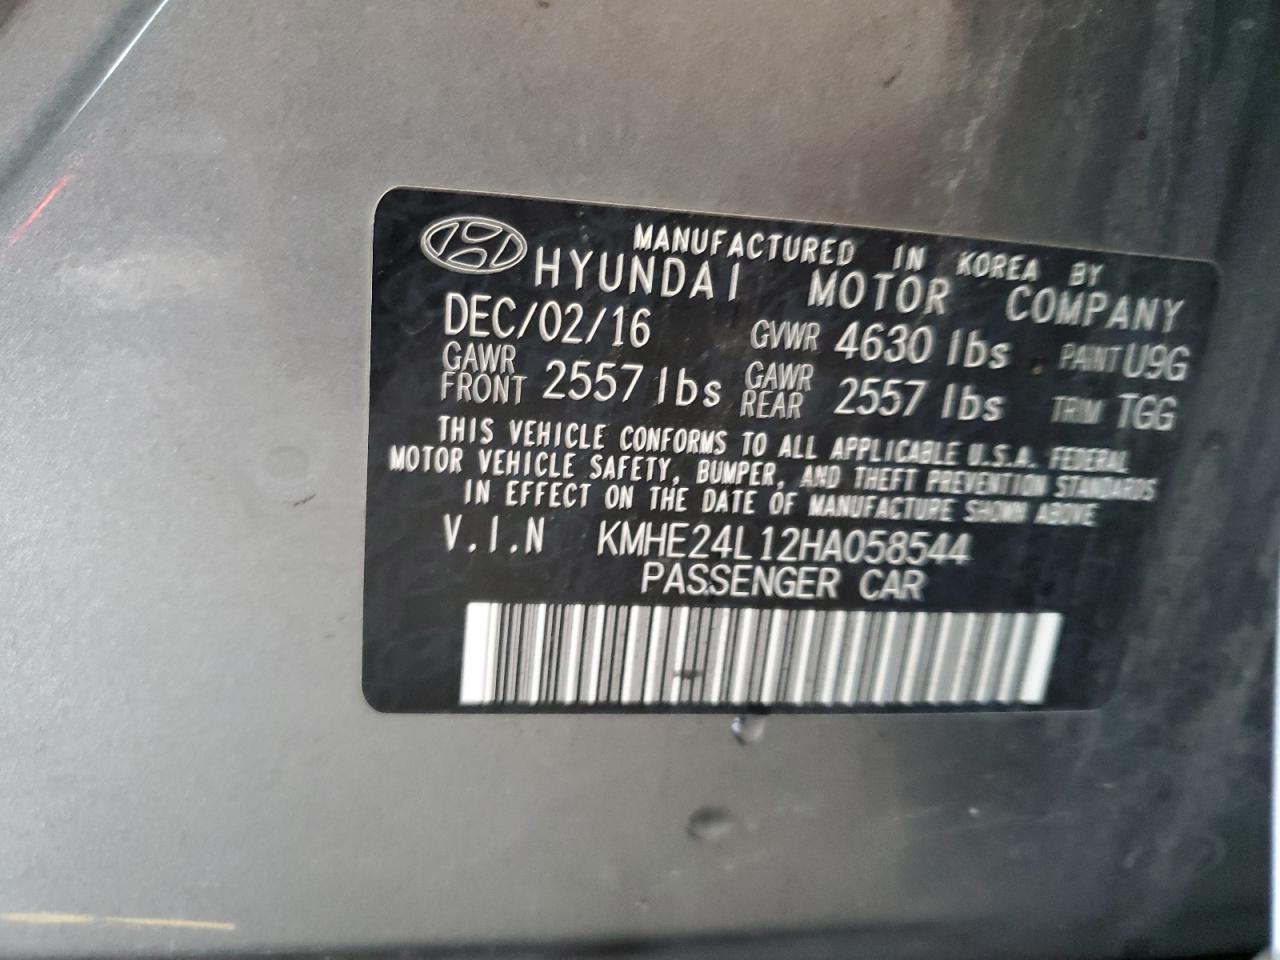 MANUFACTURED IN KOREA BY
HYUNDAI MOTOR COMPANY
DEC/02/16 GVWR 4630 lbs PAINT U9G
GAWR FRONT 2557 lbs GAWR REAR 2557 lbs TRIM TGG
THIS VEHICLE CONFORMS TO ALL APPLICABLE U.S.A. FEDERAL
MOTOR VEHICLE SAFETY, BUMPER, AND THEFT PREVENTION STANDARDS
IN EFFECT ON THE DATE OF MANUFACTURE SHOWN ABOVE
V.I.N KMHE24L12HA058544
PASSENGER CAR